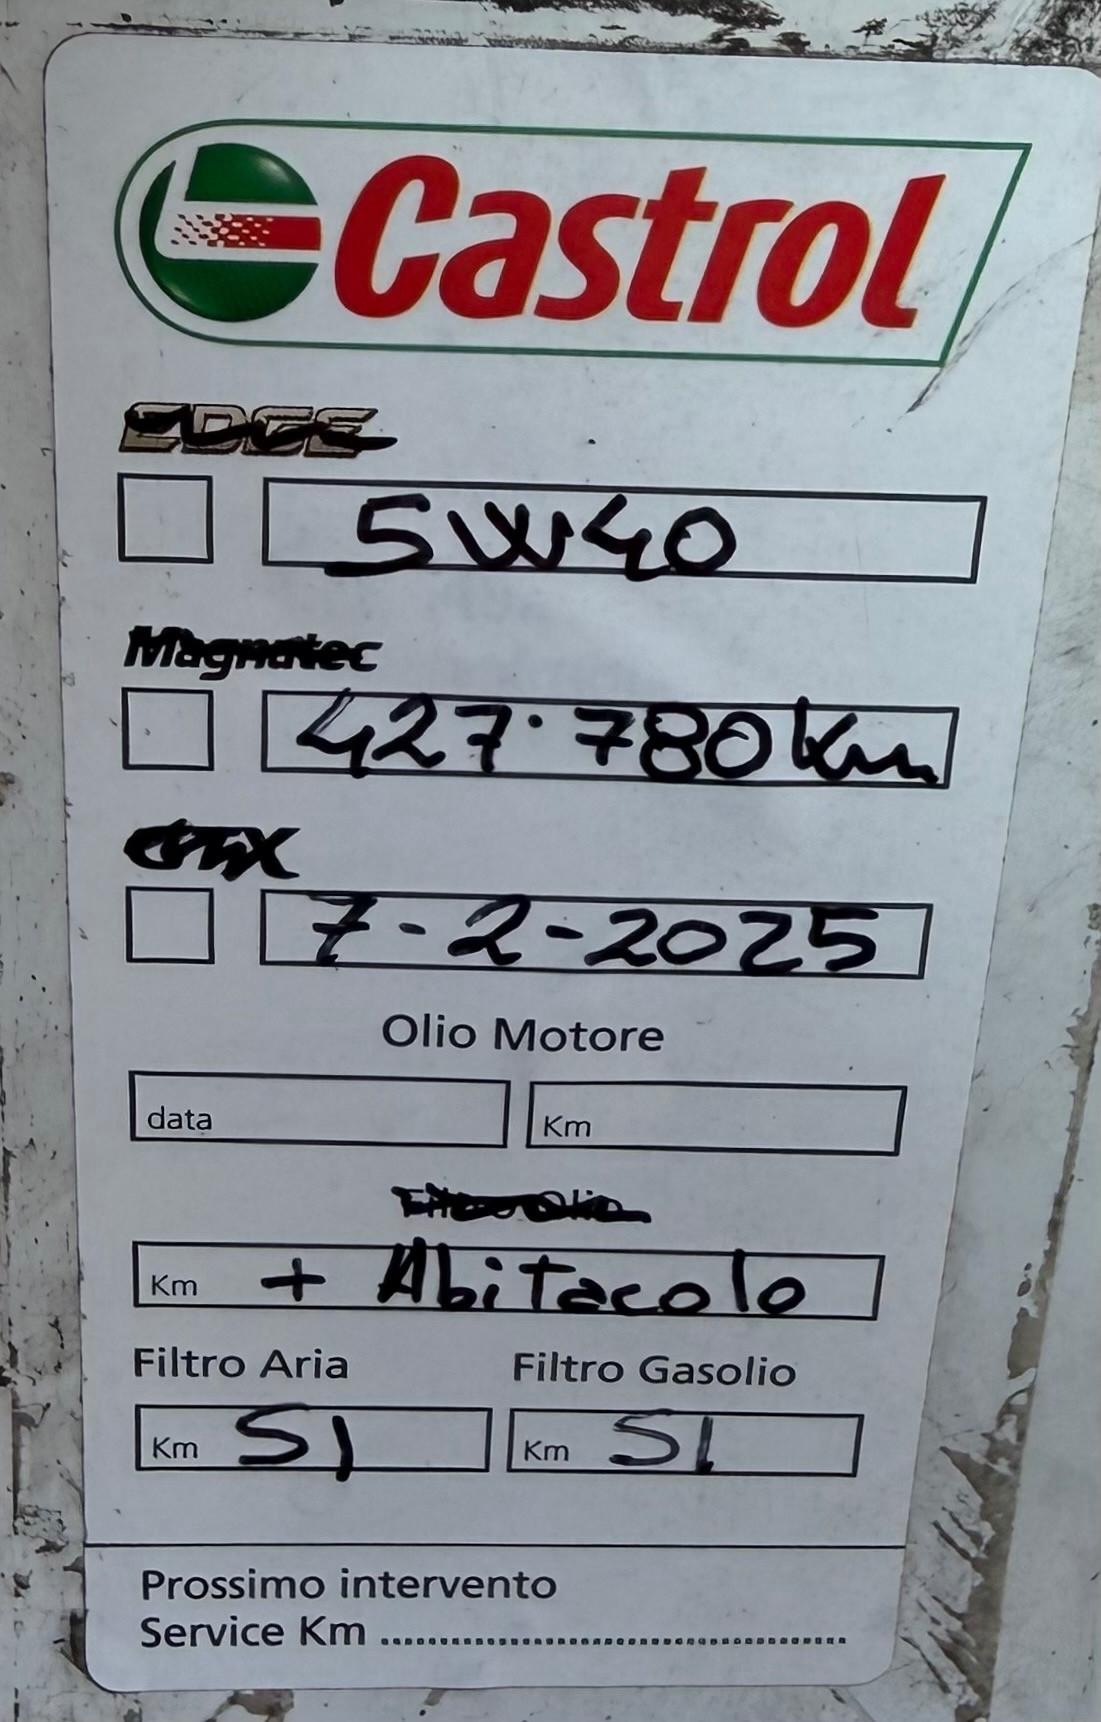 Castrol
EDGE
5W40
Magnatec
427.780 Km
GTX
7-2-2025
Olio Motore
data Km
Filtro Olio
Km + Abitacolo
Filtro Aria Filtro Gasolio
Km SI Km SI
Prossimo intervento
Service Km ........................................